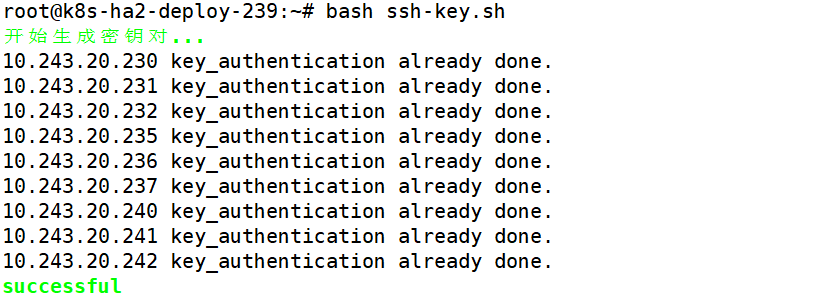 root@k8s-ha2-deploy-239:~# bash ssh-key.sh
开始生成密钥对...
10.243.20.230 key_authentication already done.
10.243.20.231 key_authentication already done.
10.243.20.232 key_authentication already done.
10.243.20.235 key_authentication already done.
10.243.20.236 key_authentication already done.
10.243.20.237 key_authentication already done.
10.243.20.240 key_authentication already done.
10.243.20.241 key_authentication already done.
10.243.20.242 key_authentication already done.
successful